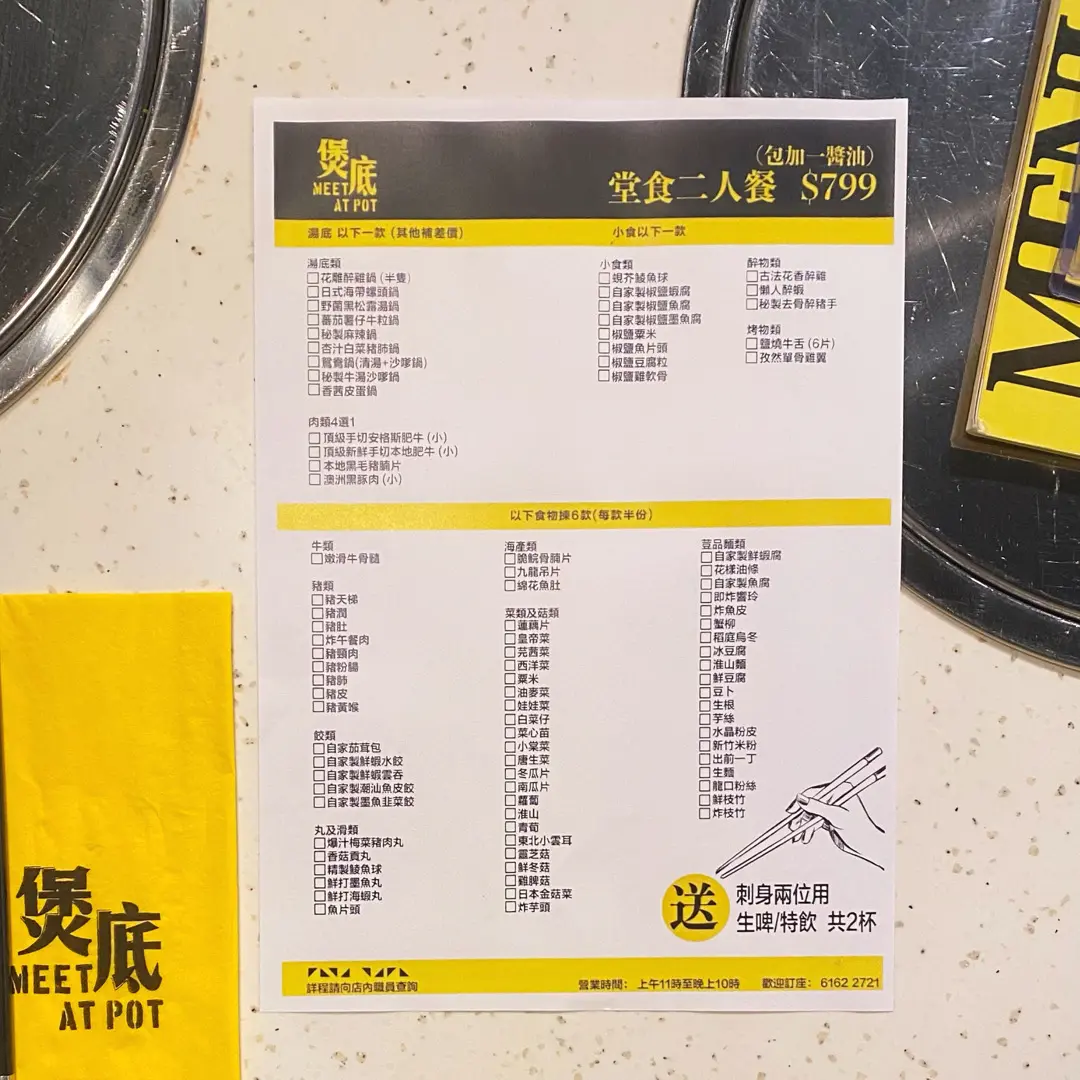 煲底
MEET
AT POT
(包加一醬油)
堂食二人餐 $799
湯底 以下一款 (其他補差價)
小食以下一款
湯底類
花雕醉雞鍋 (半隻)
日式海帶螺頭鍋
野菌黑松露湯鍋
蕃茄薯仔牛粒鍋
秘製麻辣鍋
杏汁白菜豬肺鍋
鴛鴦鍋(清湯+沙嗲鍋)
秘製牛湯沙嗲鍋
香茜皮蛋鍋
小食類
蜆芥鯪魚球
自家製椒鹽蝦腐
自家製椒鹽魚腐
自家製椒鹽墨魚腐
椒鹽粟米
椒鹽魚片頭
椒鹽豆腐粒
椒鹽雞軟骨
醉物類
古法花香醉雞
懶人醉蝦
秘製去骨醉豬手
烤物類
鹽燒牛舌 (6片)
孜然單骨雞翼
肉類4選1
頂級手切安格斯肥牛 (小)
頂級新鮮手切本地肥牛 (小)
本地黑毛豬腩片
澳洲黑豚肉 (小)
以下食物揀6款(每款半份)
牛類
嫩滑牛骨髓
豬類
豬天梯
豬潤
豬肚
炸午餐肉
豬頸肉
豬粉腸
豬肺
豬皮
豬黃喉
餃類
自家茄茸包
自家製鮮蝦水餃
自家製鮮蝦雲吞
自家製潮汕魚皮餃
自家製墨魚韭菜餃
丸及滑類
爆汁梅菜豬肉丸
香菇貢丸
精製鯪魚球
鮮打墨魚丸
鮮打海蝦丸
魚片頭
海產類
脆鯇骨腩片
九龍吊片
綿花魚肚
菜類及菇類
蓮藕片
皇帝菜
芫茜菜
西洋菜
粟米
油麥菜
娃娃菜
白菜仔
菜心苗
小棠菜
唐生菜
冬瓜片
南瓜片
蘿蔔
淮山
青筍
東北小雲耳
靈芝菇
鮮冬菇
雞脾菇
日本金菇菜
炸芋頭
荳品麵類
自家製鮮蝦腐
花樣油條
自家製魚腐
即炸響玲
炸魚皮
蟹柳
稻庭烏冬
冰豆腐
淮山麵
鮮豆腐
豆卜
生根
芋絲
水晶粉皮
新竹米粉
出前一丁
生麵
龍口粉絲
鮮枝竹
炸枝竹
送 刺身兩位用
生啤/特飲 共2杯
詳程請向店內職員查詢
營業時間: 上午11時至晚上10時 歡迎訂座: 6162 2721
煲底
MEET
AT POT